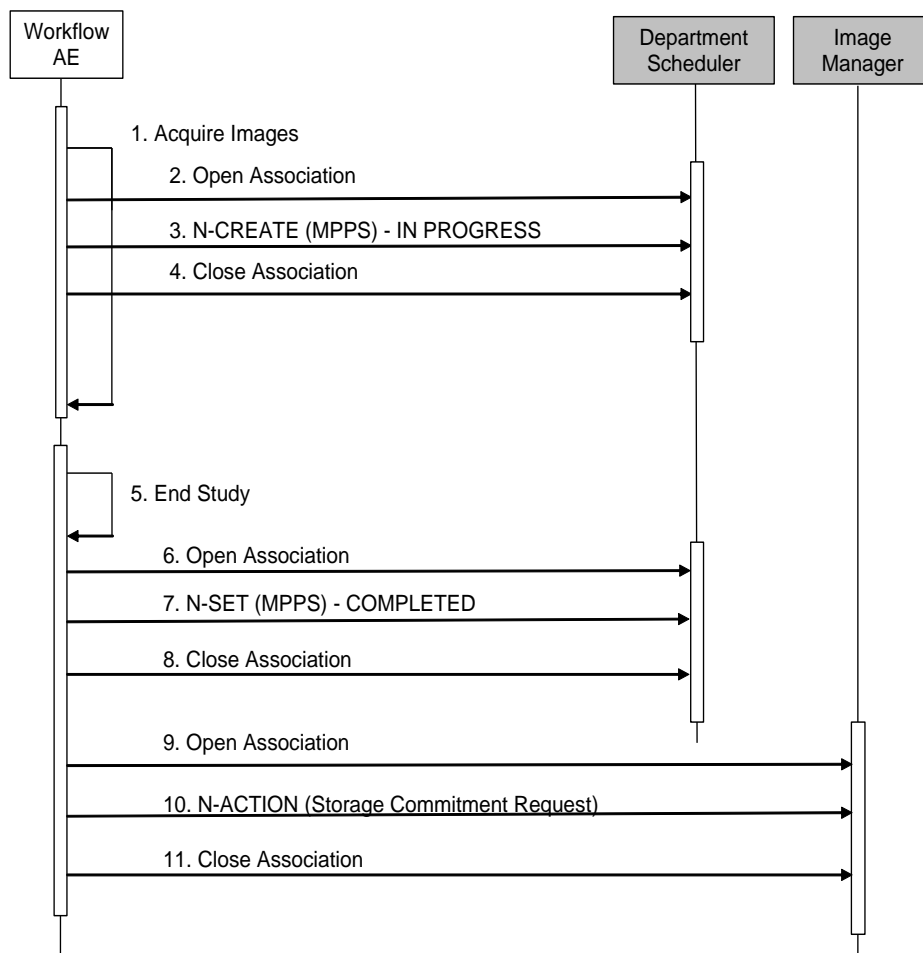 Workflow
AE
Department
Scheduler
Image
Manager
1. Acquire Images
2. Open Association
3. N-CREATE (MPPS) - IN PROGRESS
4. Close Association
5. End Study
6. Open Association
7. N-SET (MPPS) - COMPLETED
8. Close Association
9. Open Association
10. N-ACTION (Storage Commitment Request)
11. Close Association